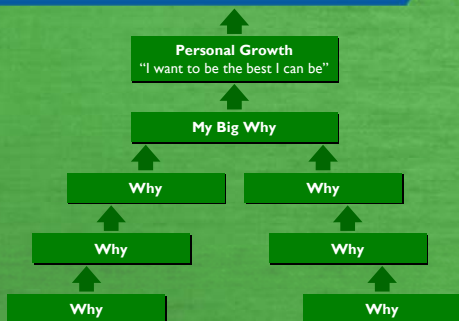 Personal Growth
“I want to be the best I can be”
My Big Why
Why
Why
Why
Why
Why
Why